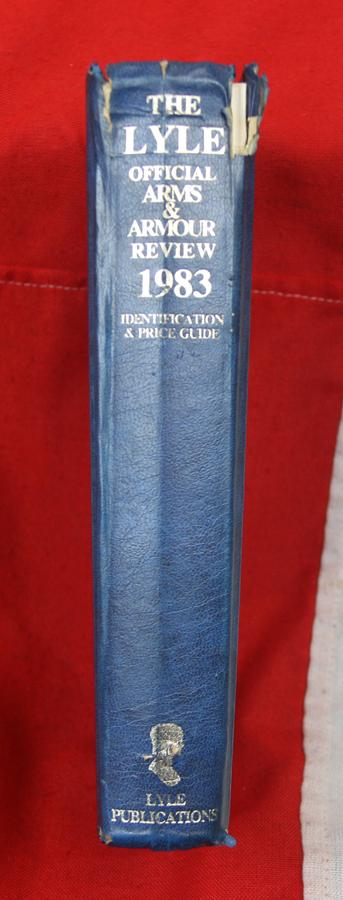 THE
LYLE
OFFICIAL
ARMS
&
ARMOUR
REVIEW
1983
IDENTIFICATION
& PRICE GUIDE
LYLE
PUBLICATIONS